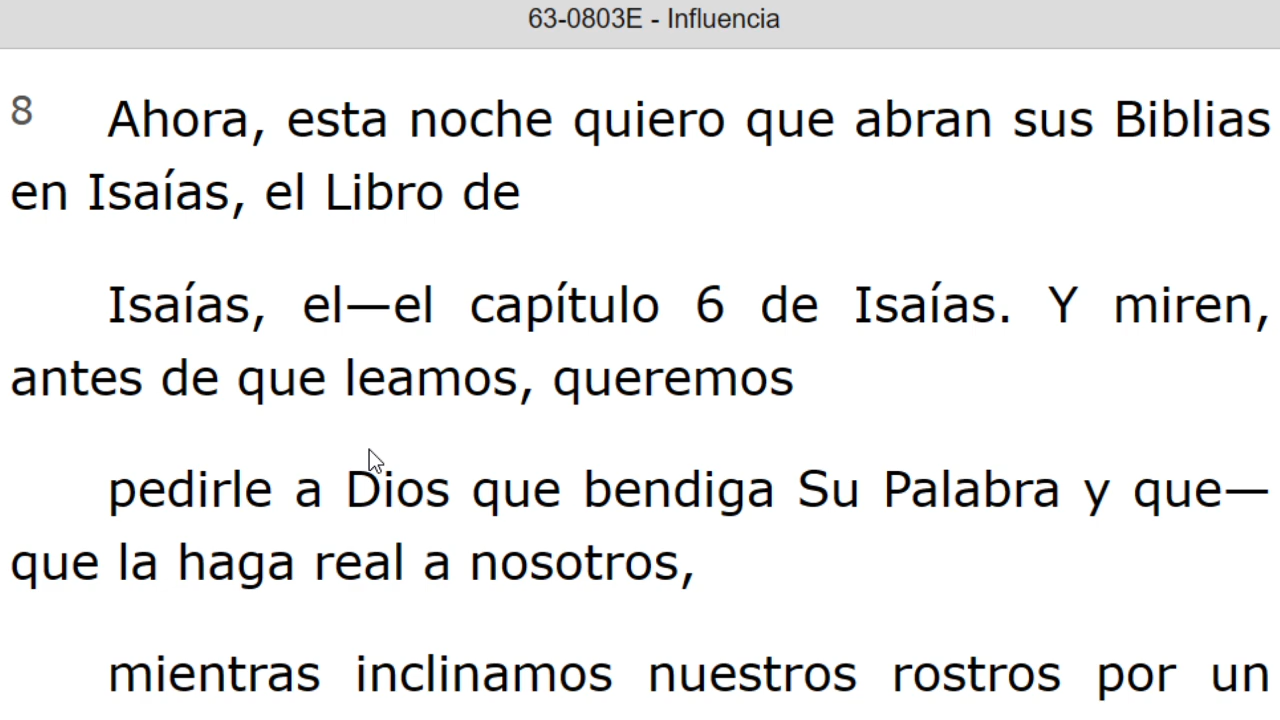 63-0803E - Influencia
8 Ahora, esta noche quiero que abran sus Biblias
en Isaías, el Libro de
Isaías, el—el capítulo 6 de Isaías. Y miren,
antes de que leamos, queremos
pedirle a Dios que bendiga Su Palabra y que—
que la haga real a nosotros,
mientras inclinamos nuestros rostros por un